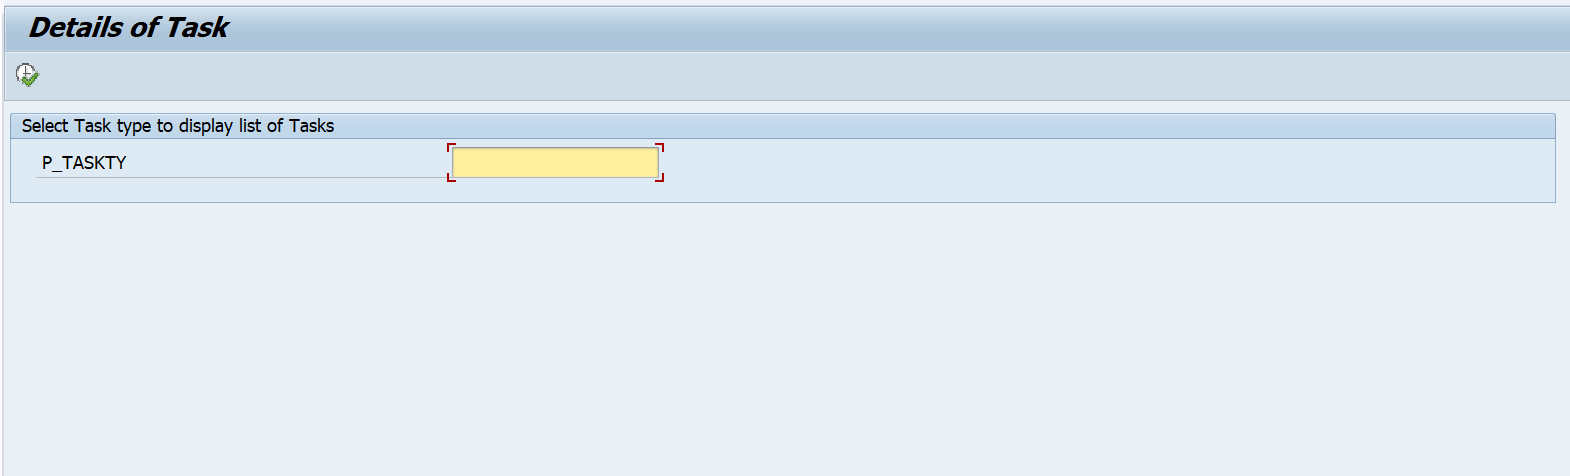 Details of Task
Select Task type to display list of Tasks
P_TASKTY